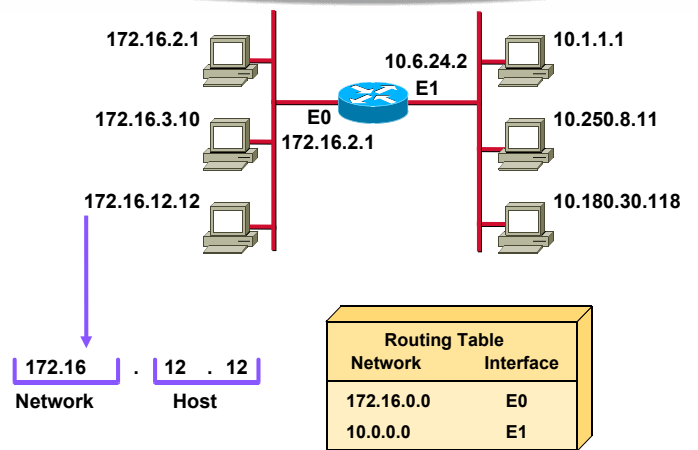 172.16.2.1
10.6.24.2
10.1.1.1
E1
172.16.3.10
E0
172.16.2.1
10.250.8.11
172.16.12.12
10.180.30.118
172.16 . 12 . 12
Network Host
Routing Table
Network Interface
172.16.0.0 E0
10.0.0.0 E1